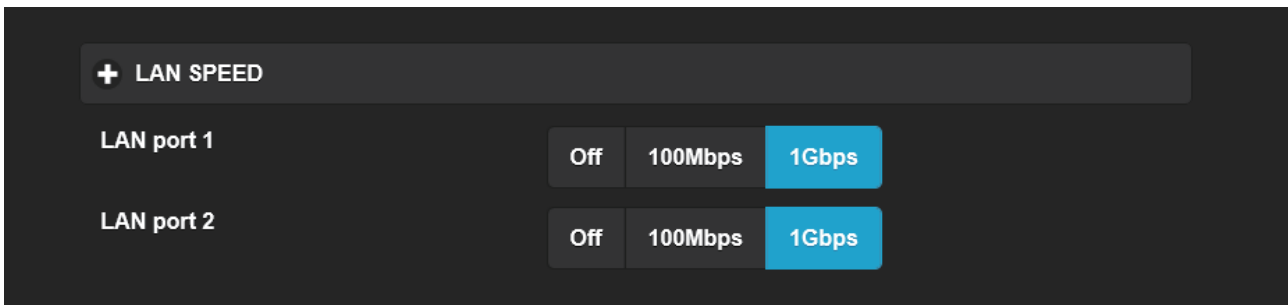 LAN SPEED
LAN port 1
Off 100Mbps 1Gbps
LAN port 2
Off 100Mbps 1Gbps